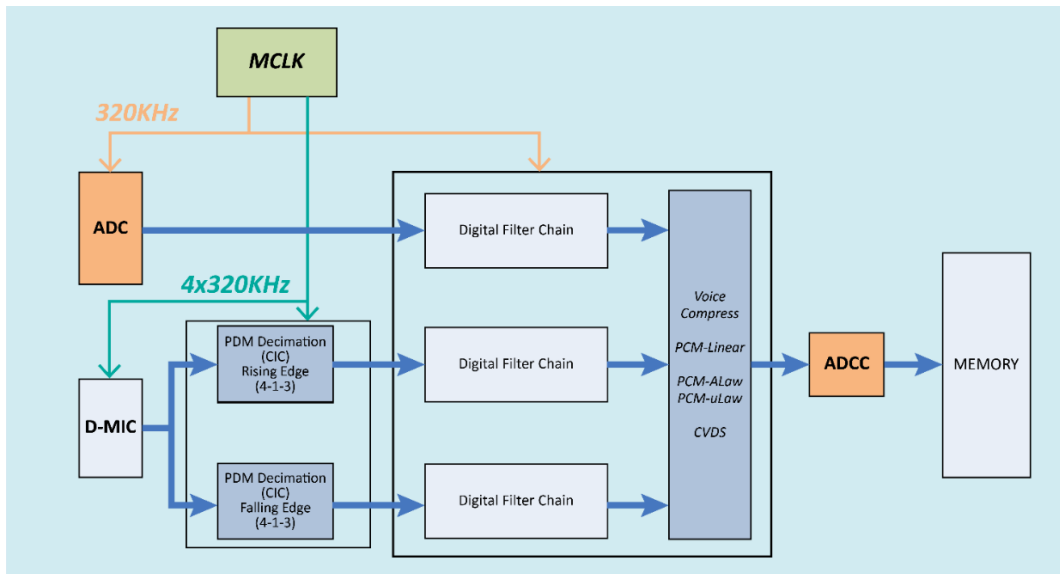 MCLK
320KHz
ADC
Digital Filter Chain
4x320KHz
Voice
Compress
PCM-Linear
PCM-ALaw
PCM-uLaw
CVDS
PDM Decimation
(CIC)
Rising Edge
(4-1-3)
Digital Filter Chain
ADCC
MEMORY
D-MIC
PDM Decimation
(CIC)
Falling Edge
(4-1-3)
Digital Filter Chain